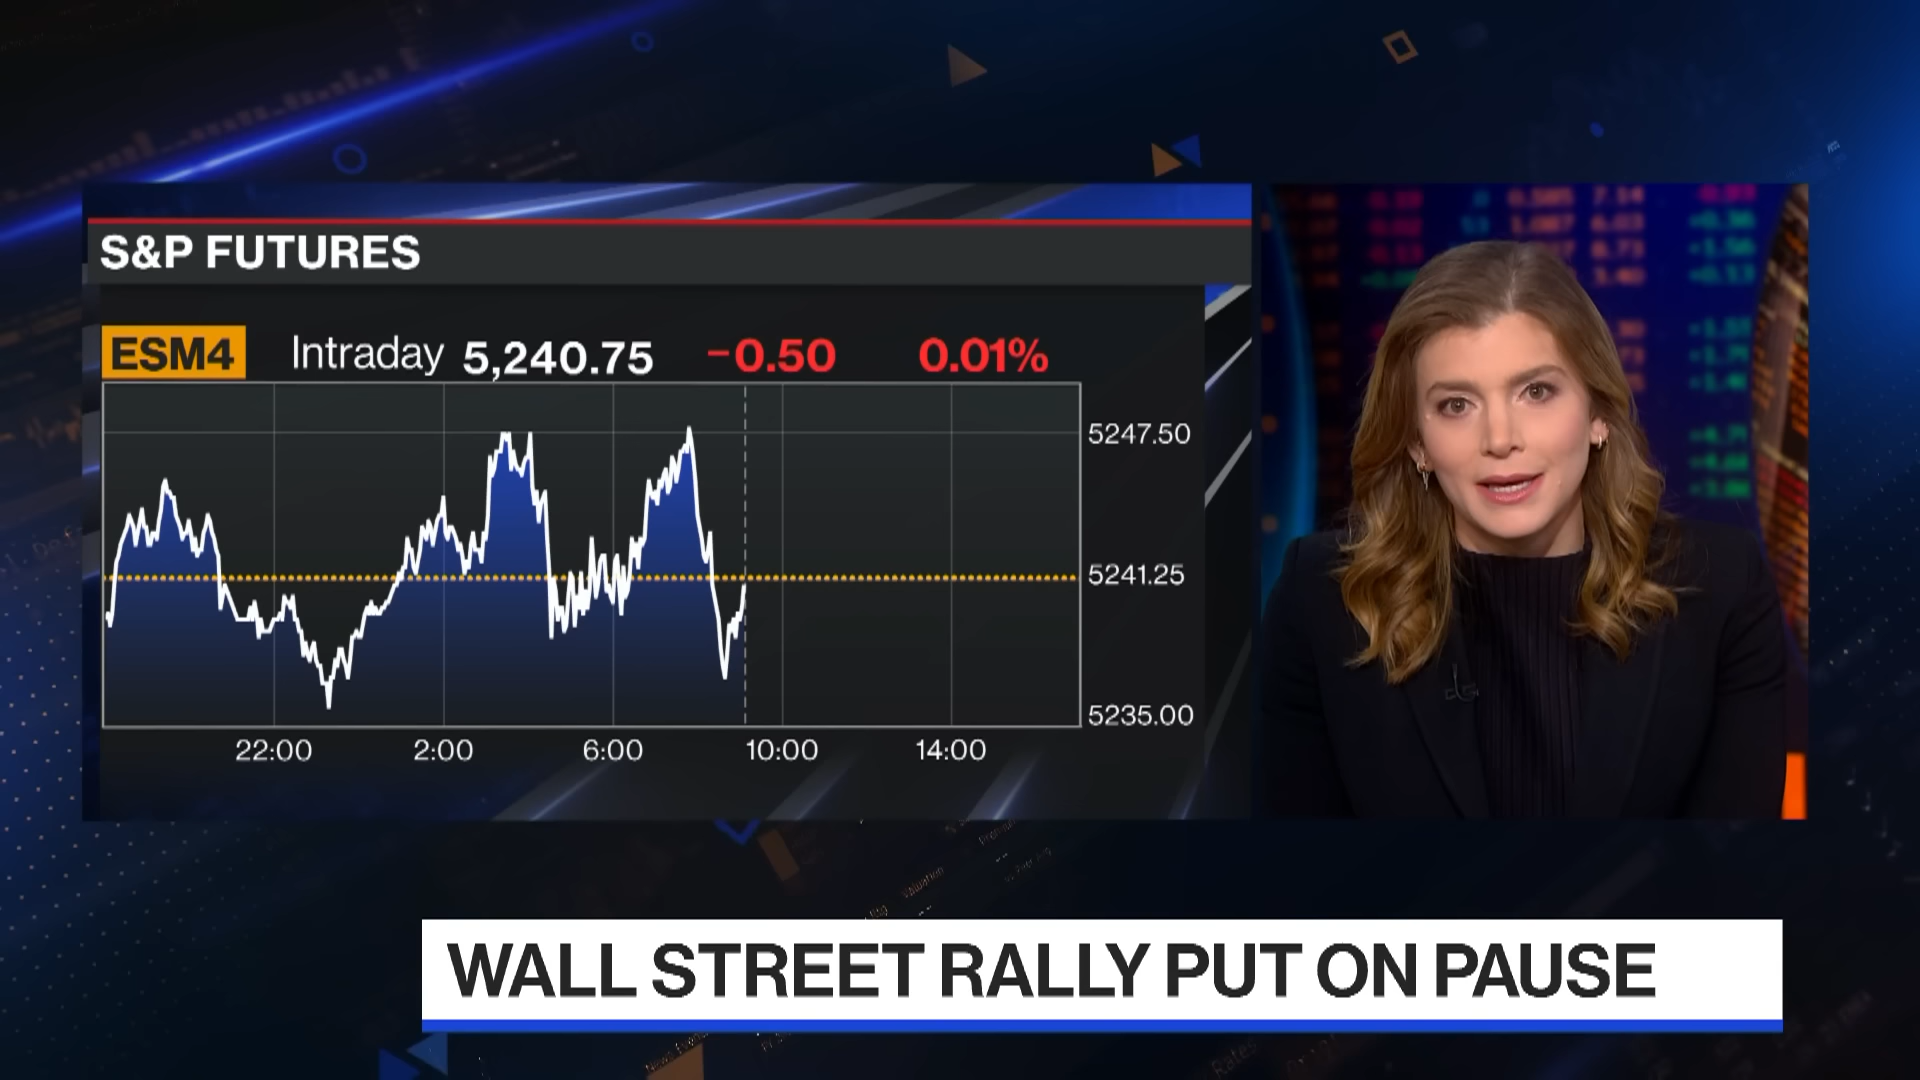 S&P FUTURES
ESM4 Intraday 5,240.75 −0.50 0.01%
5247.50
5241.25
5235.00
22:00 2:00 6:00 10:00 14:00
WALL STREET RALLY PUT ON PAUSE